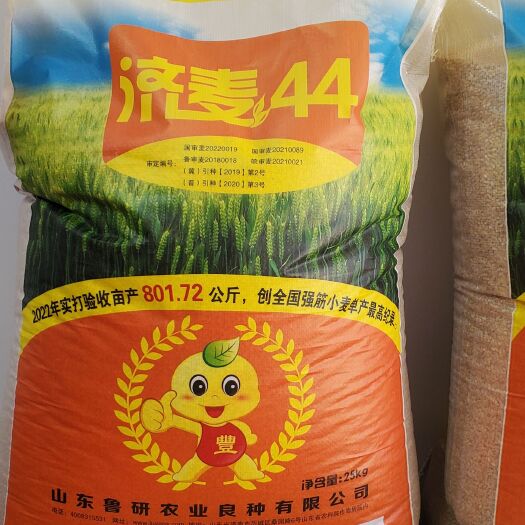 济麦44
国审麦20220019 国审麦20210089
审定编号： 鲁审麦20180018 皖审麦20210021
（冀）引种【2019】第2号
（晋）引种【2020】第3号
2022年实打验收亩产801.72公斤，创全国强筋小麦单产最高纪录
豐
净含量：25kg
山东鲁研农业良种有限公司